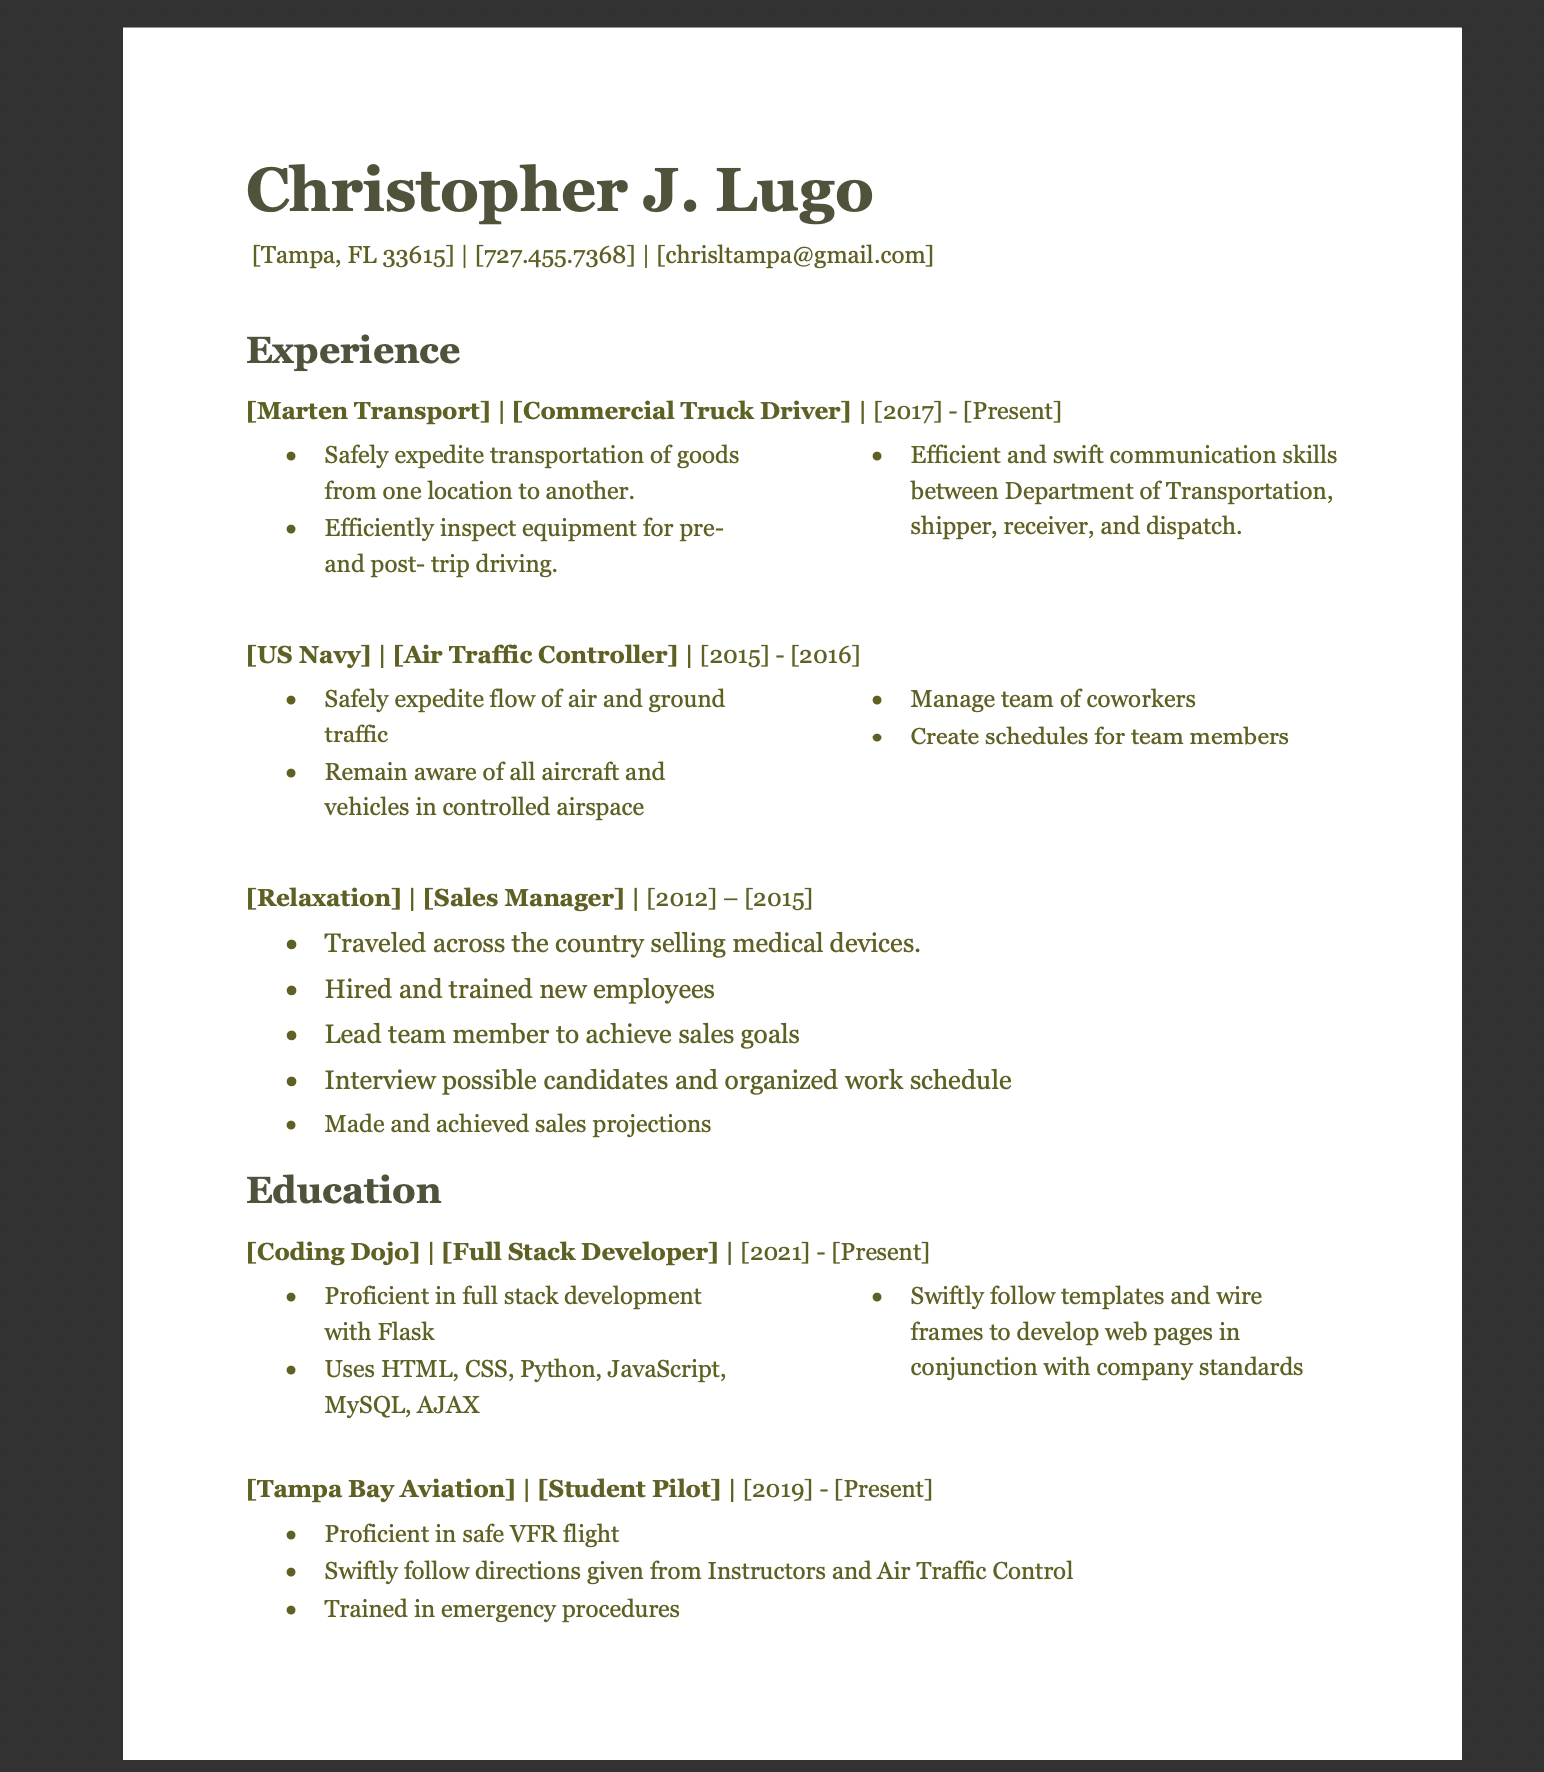 Christopher J. Lugo
[Tampa, FL 33615] | [727.455.7368] | [chrisltampa@gmail.com]
Experience
[Marten Transport] | [Commercial Truck Driver] | [2017] - [Present]
• Safely expedite transportation of goods
from one location to another.
• Efficiently inspect equipment for pre-
and post- trip driving.
• Efficient and swift communication skills
between Department of Transportation,
shipper, receiver, and dispatch.
[US Navy] | [Air Traffic Controller] | [2015] - [2016]
• Safely expedite flow of air and ground
traffic
• Remain aware of all aircraft and
vehicles in controlled airspace
• Manage team of coworkers
• Create schedules for team members
[Relaxation] | [Sales Manager] | [2012] – [2015]
• Traveled across the country selling medical devices.
• Hired and trained new employees
• Lead team member to achieve sales goals
• Interview possible candidates and organized work schedule
• Made and achieved sales projections
Education
[Coding Dojo] | [Full Stack Developer] | [2021] - [Present]
• Proficient in full stack development
with Flask
• Uses HTML, CSS, Python, JavaScript,
MySQL, AJAX
• Swiftly follow templates and wire
frames to develop web pages in
conjunction with company standards
[Tampa Bay Aviation] | [Student Pilot] | [2019] - [Present]
• Proficient in safe VFR flight
• Swiftly follow directions given from Instructors and Air Traffic Control
• Trained in emergency procedures